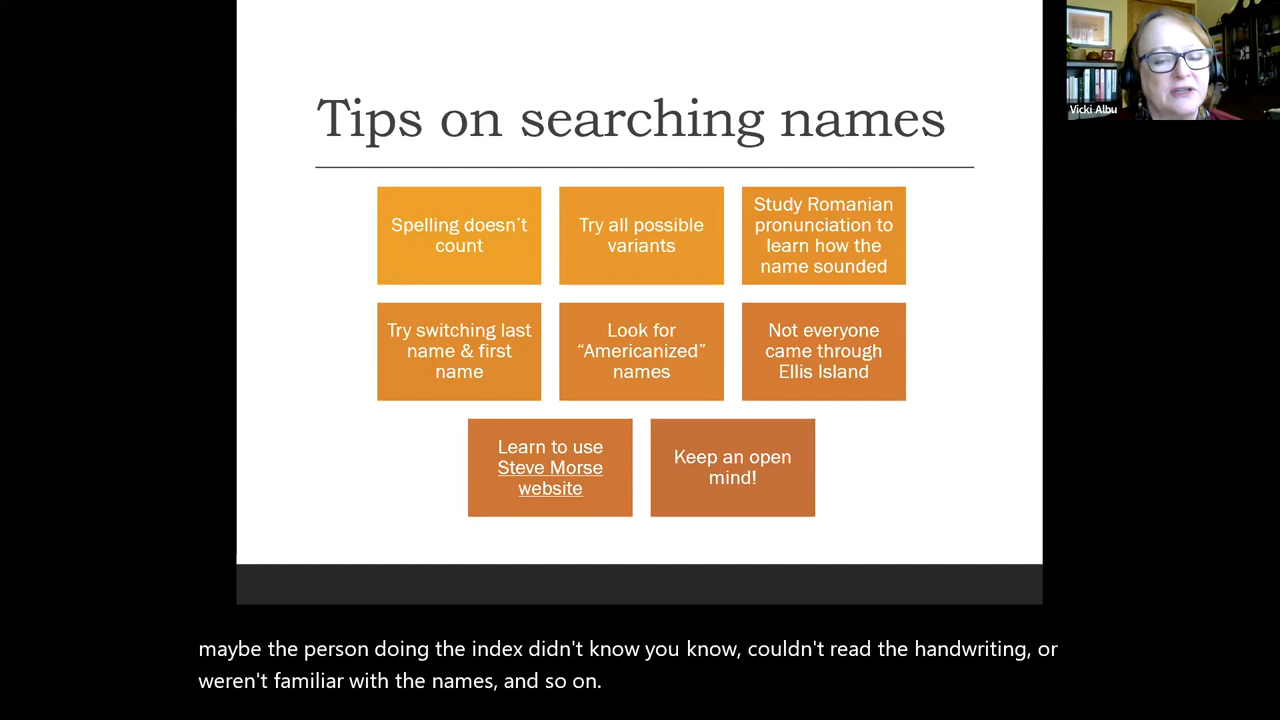 Tips on searching names
Vicki Albu
Spelling doesn't
count
Try all possible
variants
Study Romanian
pronunciation to
learn how the
name sounded
Try switching last
name & first
name
Look for
“Americanized”
names
Not everyone
came through
Ellis Island
Learn to use
Steve Morse
website
Keep an open
mind!
maybe the person doing the index didn't know you know, couldn't read the handwriting, or
weren't familiar with the names, and so on.